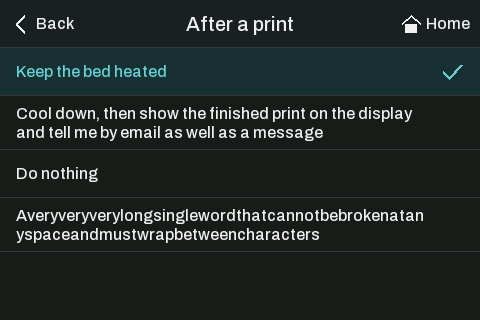 Back
After a print
Home
Keep the bed heated
Cool down, then show the finished print on the display
and tell me by email as well as a message
Do nothing
Averyveryverylongsinglewordthatcannotbebrokenatan
yspaceandmustwrapbetweencharacters